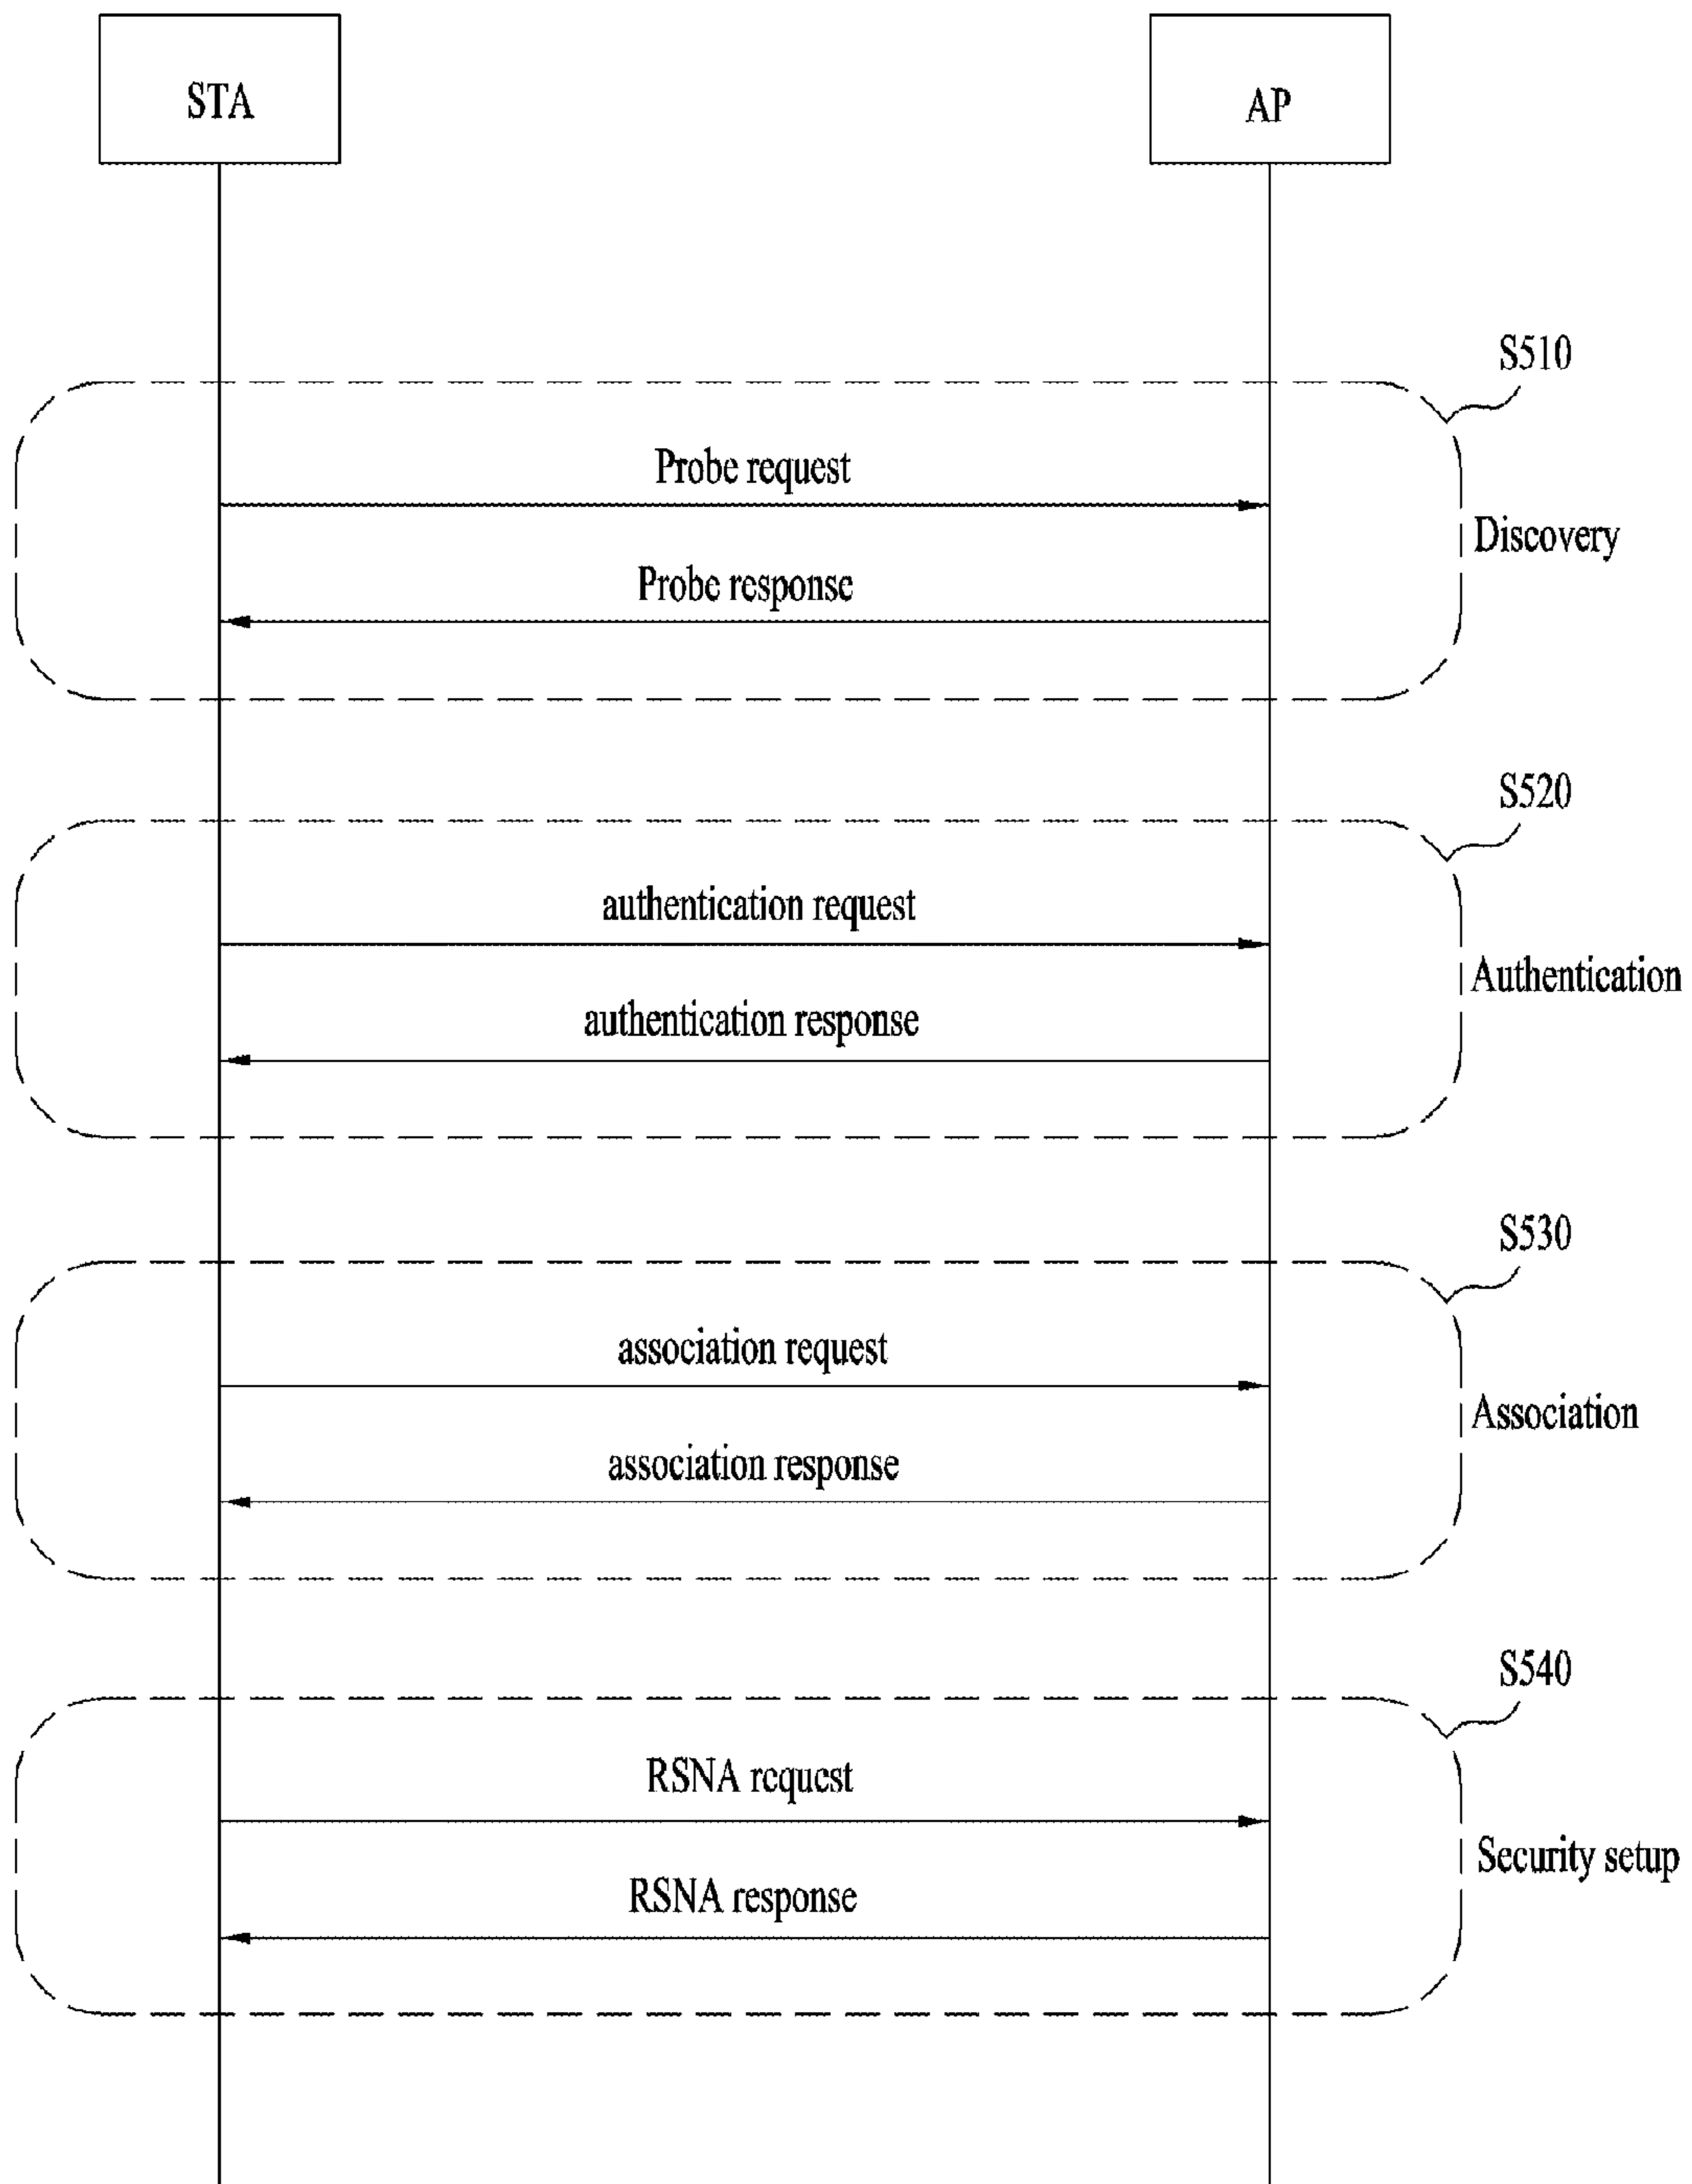 STA
AP
S510
Probe request
Discovery
Probe response
S520
authentication request
Authentication
authentication response
S530
association request
Association
association response
S540
RSNA request
Security setup
RSNA response